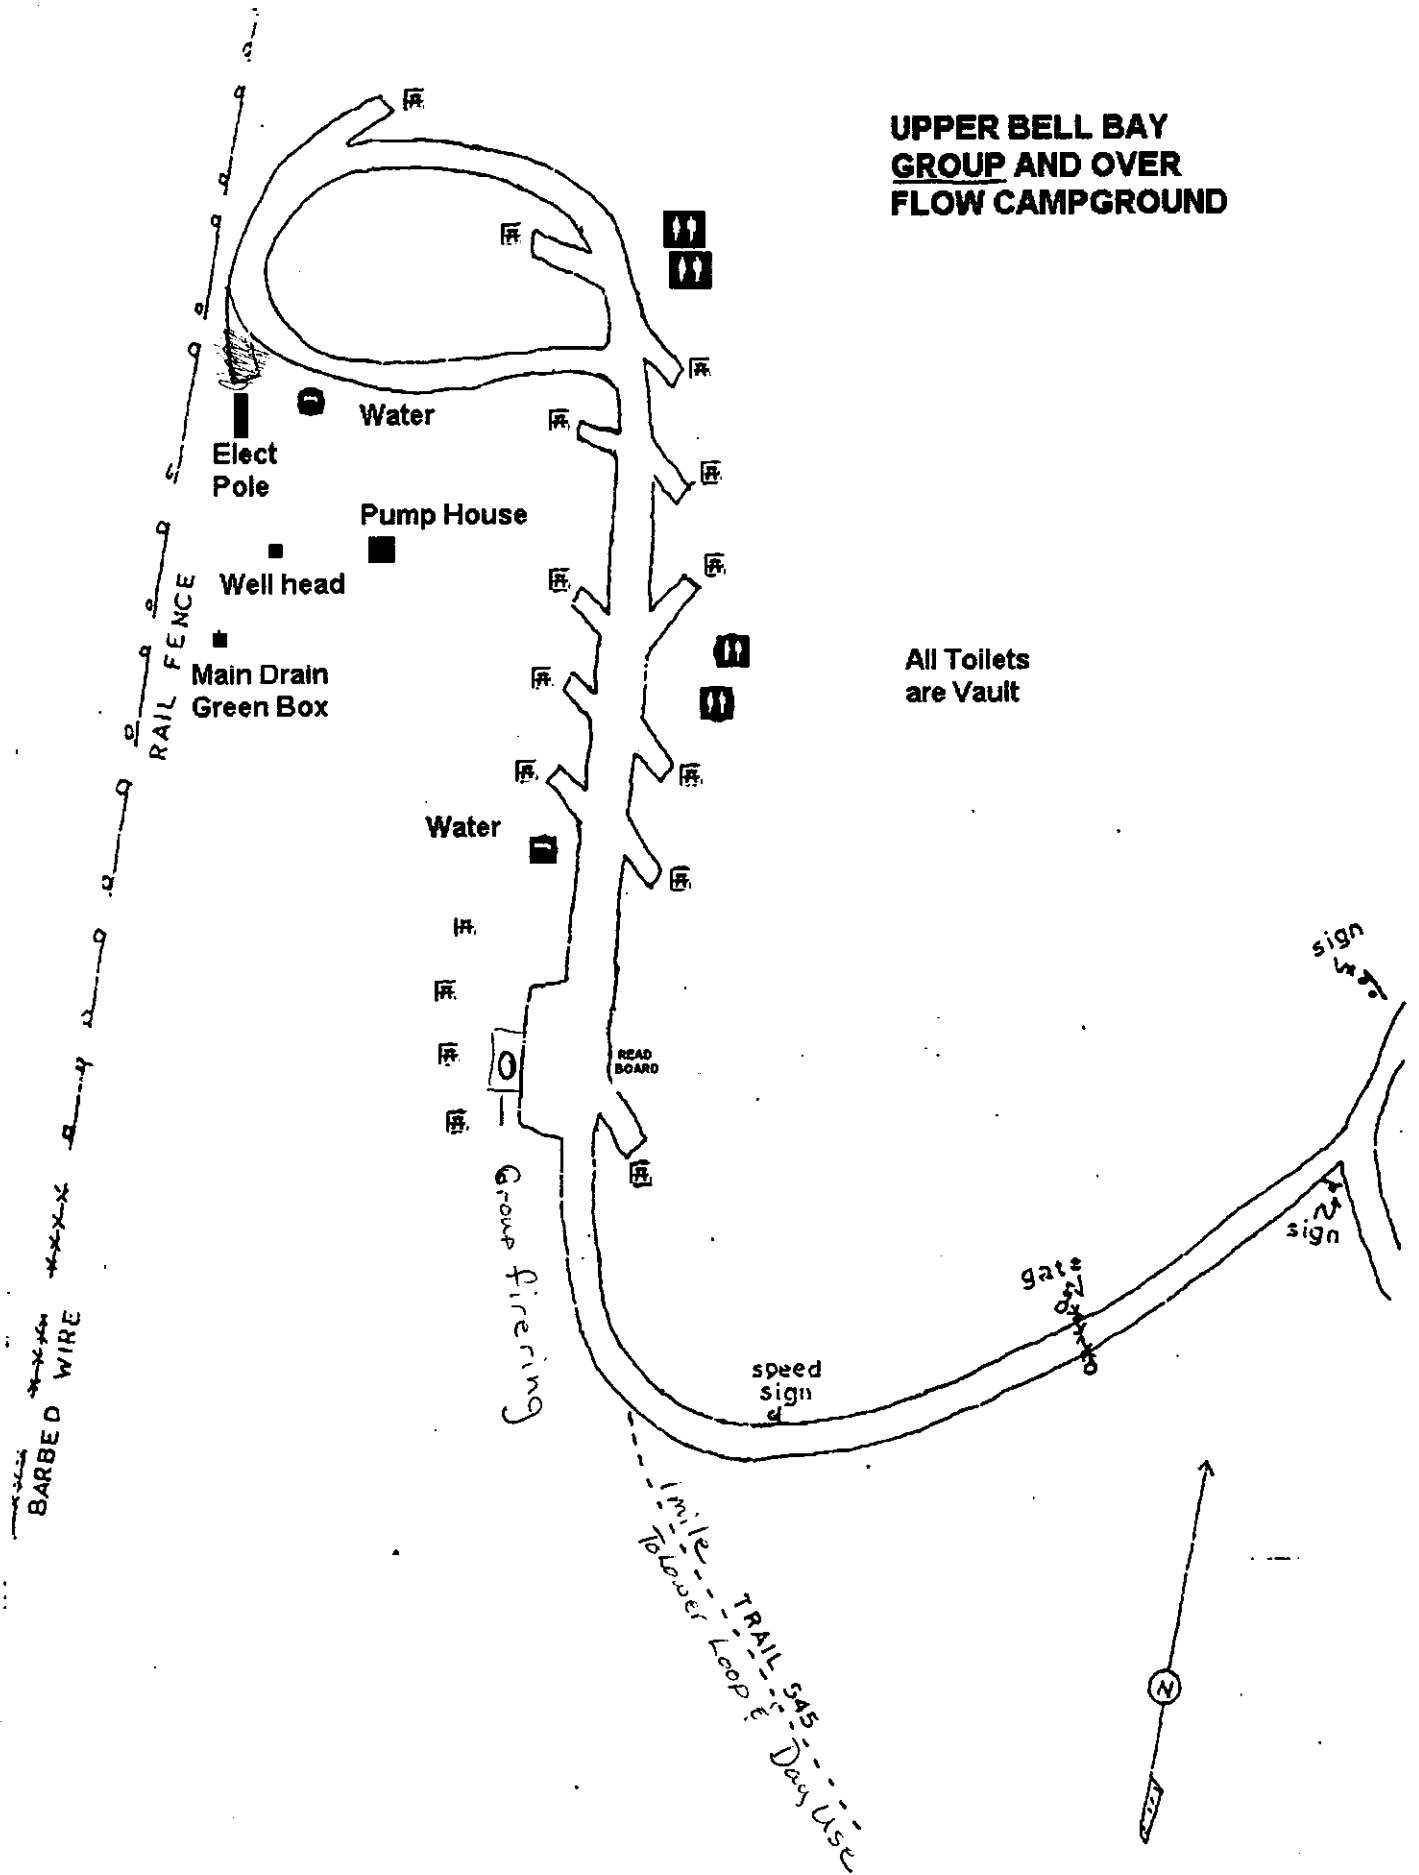 UPPER BELL BAY
GROUP AND OVER
FLOW CAMPGROUND
Water
Elect
Pole
Pump House
Well head
RAIL FENCE
Main Drain
Green Box
All Toilets
are Vault
Water
sign
READ
BOARD
Group firering
sign
gate
BARBED WIRE
speed
sign
1 mile
TRAIL 545
To Lower Loop & Day Use
N